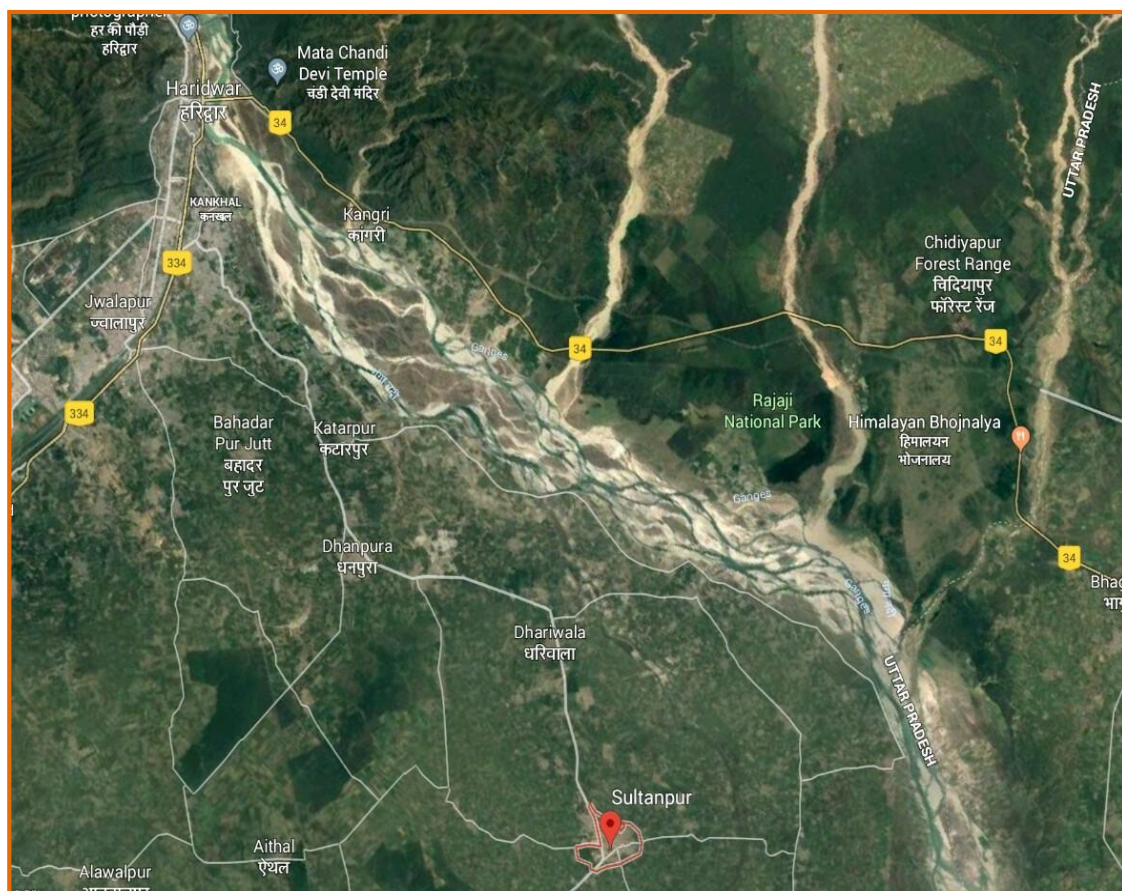 photographer
हर की पौड़ी
हरिद्वार
Mata Chandi
Devi Temple
चंडी देवी मंदिर
Haridwar
हरिद्वार
34
UTTAR PRADESH
KANKHAL
कनखल
Kangri
कांगरी
334
Chidiyapur
Forest Range
चिदियापुर
फॉरेस्ट रेंज
Jwalapur
ज्वालापुर
Ganges
34
34
334
Rajaji
National Park
Bahadar
Pur Jutt
बहादर
पुर जुट
Katarpur
कटारपुर
Himalayan Bhojnalya
हिमालयन
भोजनालय
Ganges
Dhanpura
धनपुरा
34
Ganges
Dhariwala
धरिवाला
UTTAR PRADESH
Sultanpur
Aithal
ऐथल
Alawalpur